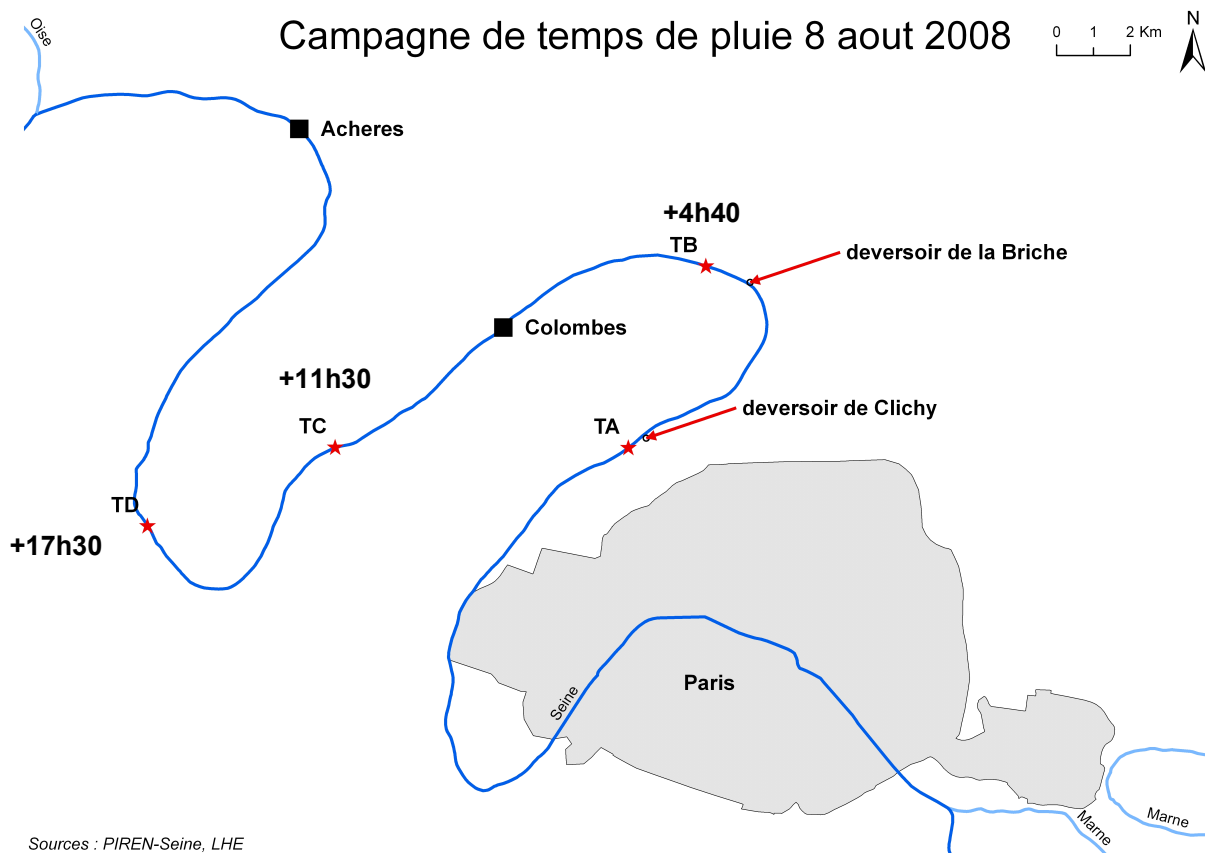 Campagne de temps de pluie 8 aout 2008
0 1 2 Km
N
Oise
Acheres
+4h40
TB
deversoir de la Briche
Colombes
+11h30
TC
TA
deversoir de Clichy
TD
+17h30
Paris
Seine
Marne
Marne
Sources : PIREN-Seine, LHE